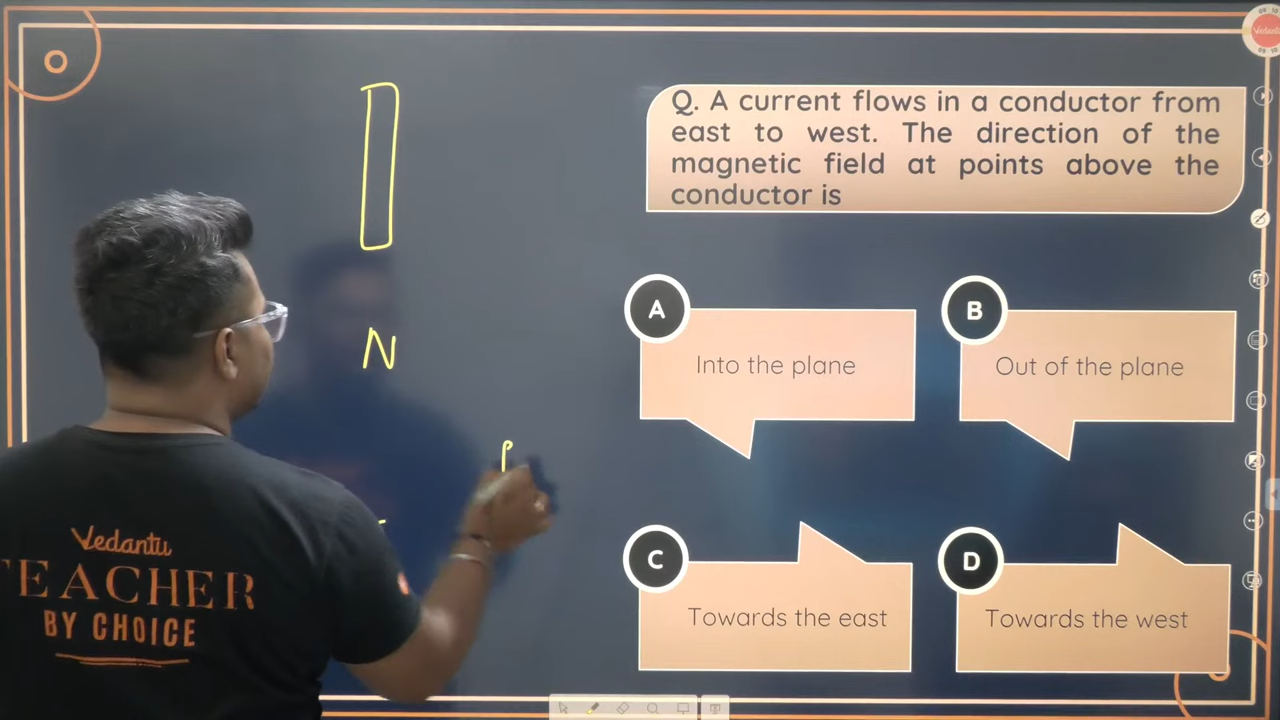 Q. A current flows in a conductor from
east to west. The direction of the
magnetic field at points above the
conductor is
A
Into the plane
B
Out of the plane
C
Towards the east
D
Towards the west
N
Vedantu
TEACHER
BY CHOICE
Vedantu